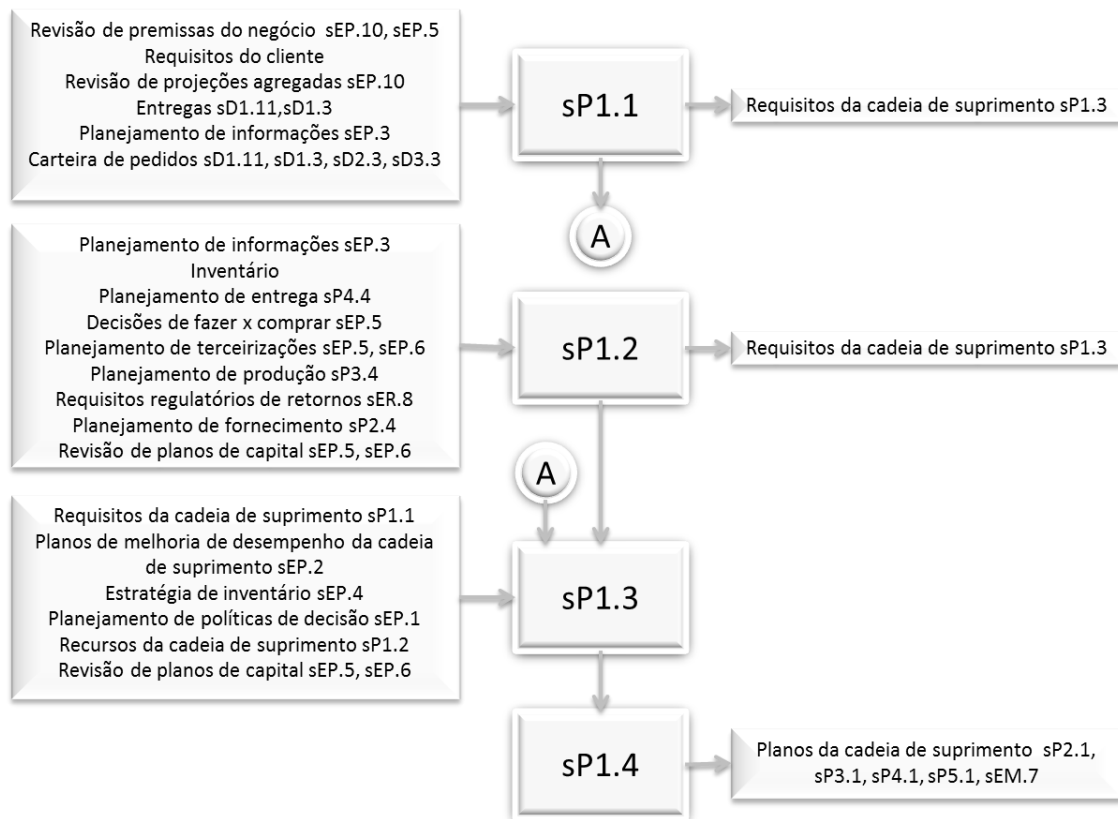 Revisão de premissas do negócio sEP.10, sEP.5
Requisitos do cliente
Revisão de projeções agregadas sEP.10
Entregas sD1.11,sD1.3
Planejamento de informações sEP.3
Carteira de pedidos sD1.11, sD1.3, sD2.3, sD3.3
sP1.1
Requisitos da cadeia de suprimento sP1.3
A
Planejamento de informações sEP.3
Inventário
Planejamento de entrega sP4.4
Decisões de fazer x comprar sEP.5
Planejamento de terceirizações sEP.5, sEP.6
Planejamento de produção sP3.4
Requisitos regulatórios de retornos sER.8
Planejamento de fornecimento sP2.4
Revisão de planos de capital sEP.5, sEP.6
sP1.2
Requisitos da cadeia de suprimento sP1.3
A
Requisitos da cadeia de suprimento sP1.1
Planos de melhoria de desempenho da cadeia
de suprimento sEP.2
Estratégia de inventário sEP.4
Planejamento de políticas de decisão sEP.1
Recursos da cadeia de suprimento sP1.2
Revisão de planos de capital sEP.5, sEP.6
sP1.3
sP1.4
Planos da cadeia de suprimento sP2.1,
sP3.1, sP4.1, sP5.1, sEM.7